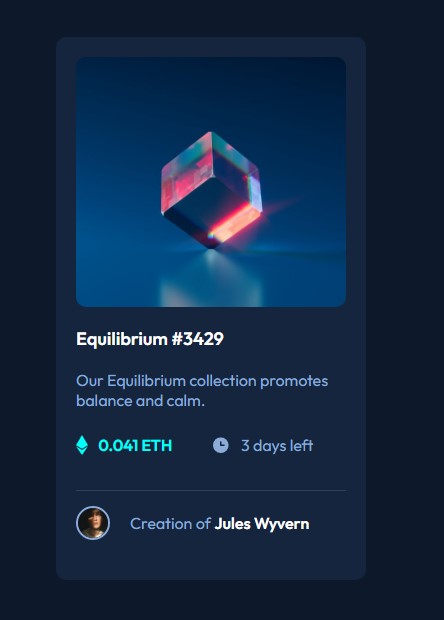 Equilibrium #3429
Our Equilibrium collection promotes
balance and calm.
0.041 ETH
3 days left
Creation of Jules Wyvern